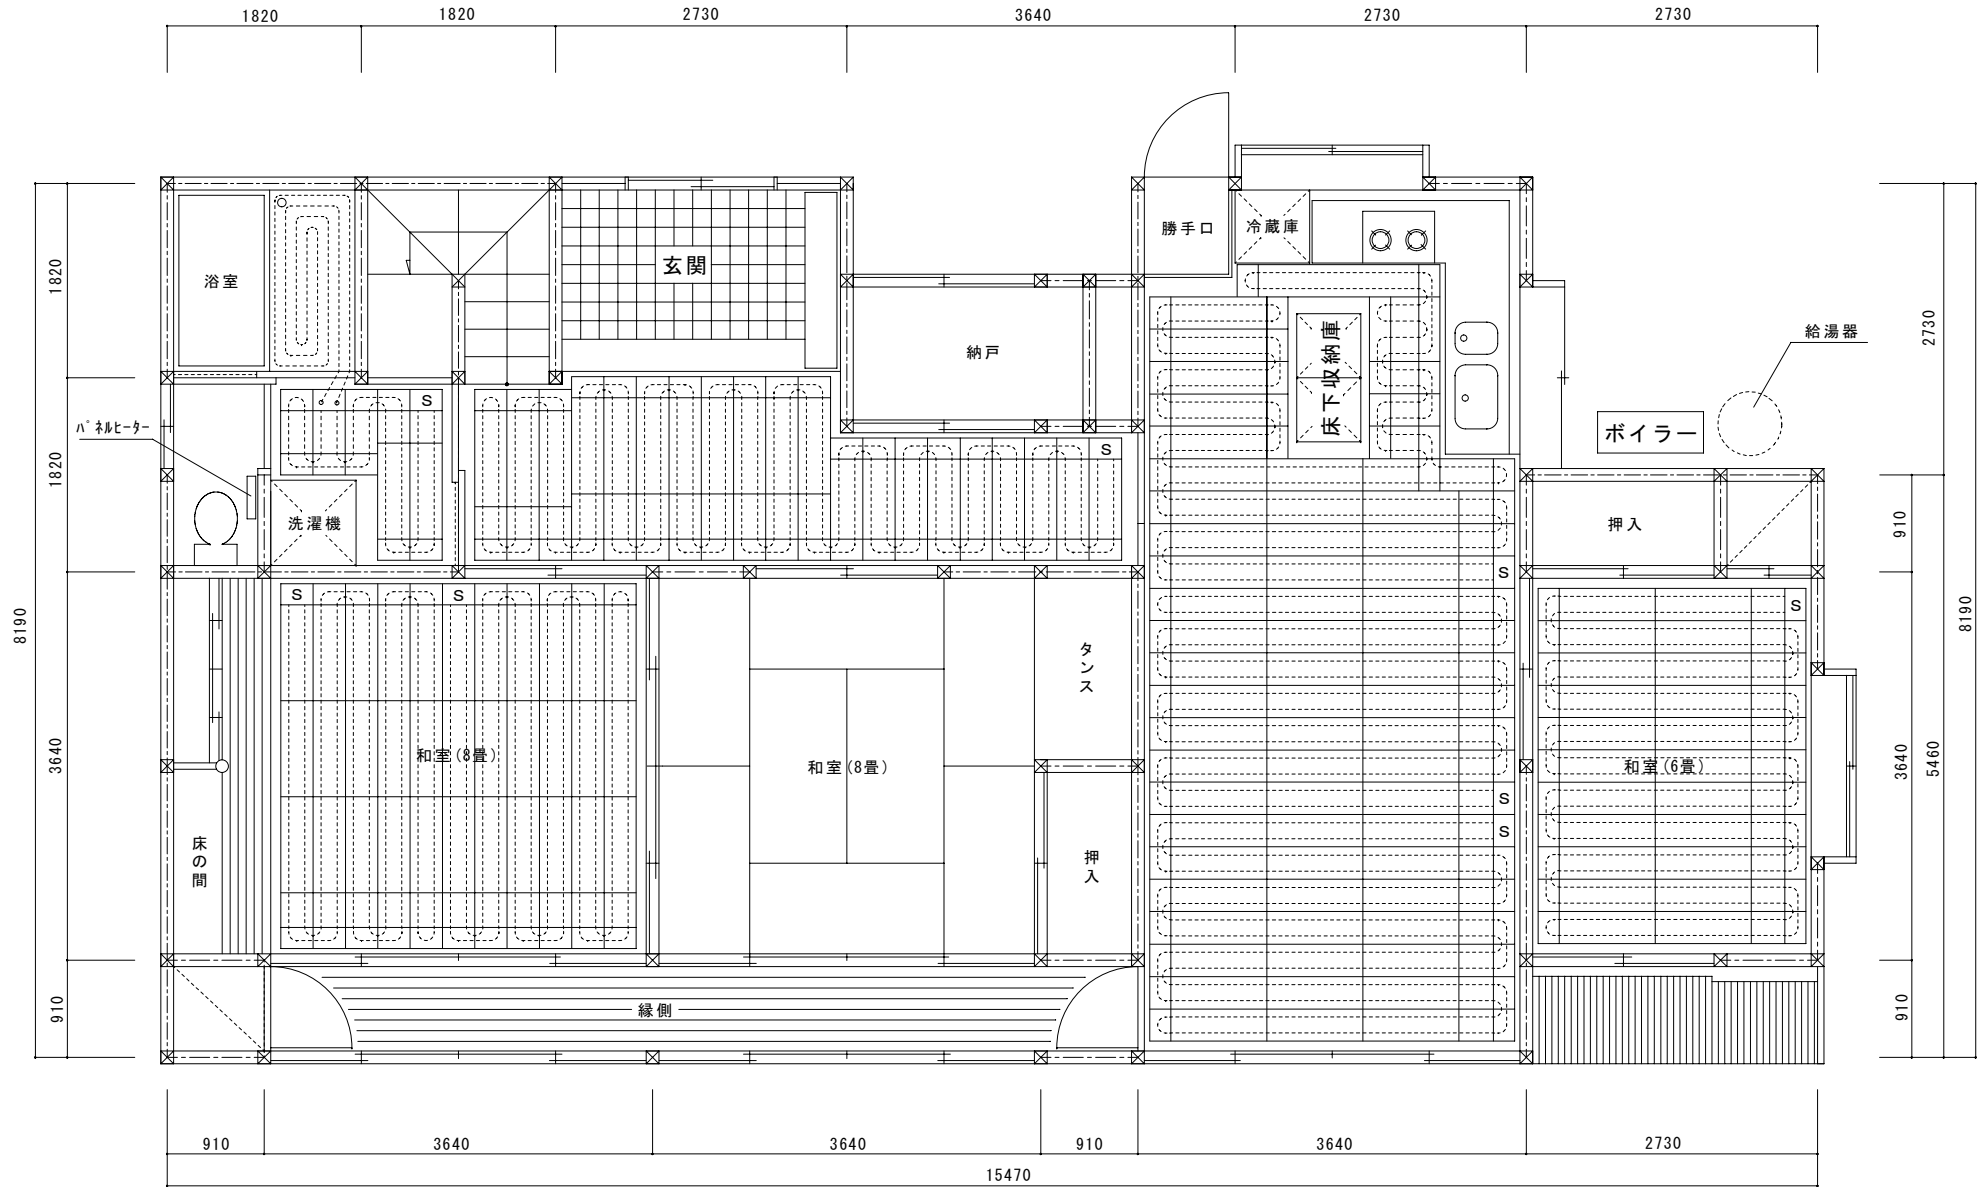 1820
1820
2730
3640
2730
2730
勝手口
冷蔵庫
玄関
浴室
1820
納戸
床下収納庫
給湯器
2730
S
ボイラー
パネルヒーター
S
1820
押入
910
洗濯機
S
S
S
S
8190
タンス
8190
3640
和室(8畳)
和室(8畳)
和室(6畳)
3640
5460
S
S
床の間
押入
910
縁側
910
910
3640
3640
910
3640
2730
15470